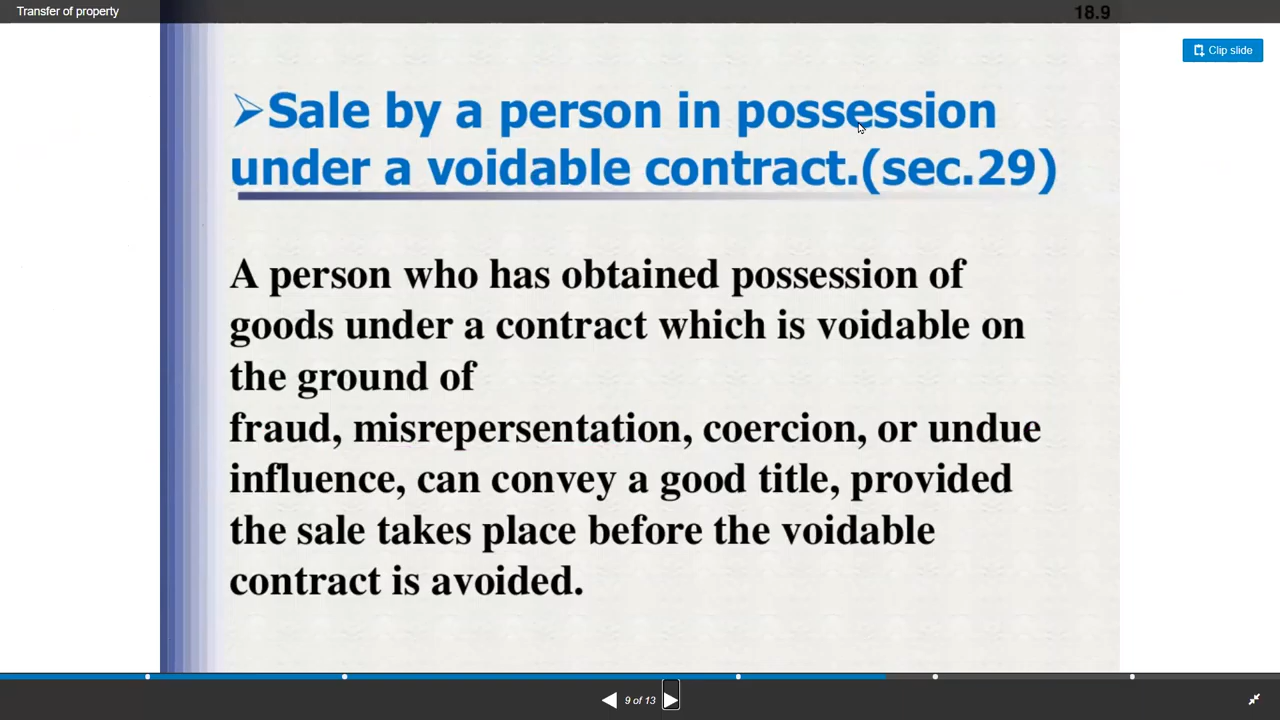 Transfer of property
18.9
Clip slide
➢Sale by a person in possession
under a voidable contract.(sec.29)
A person who has obtained possession of
goods under a contract which is voidable on
the ground of
fraud, misrepersentation, coercion, or undue
influence, can convey a good title, provided
the sale takes place before the voidable
contract is avoided.
9 of 13